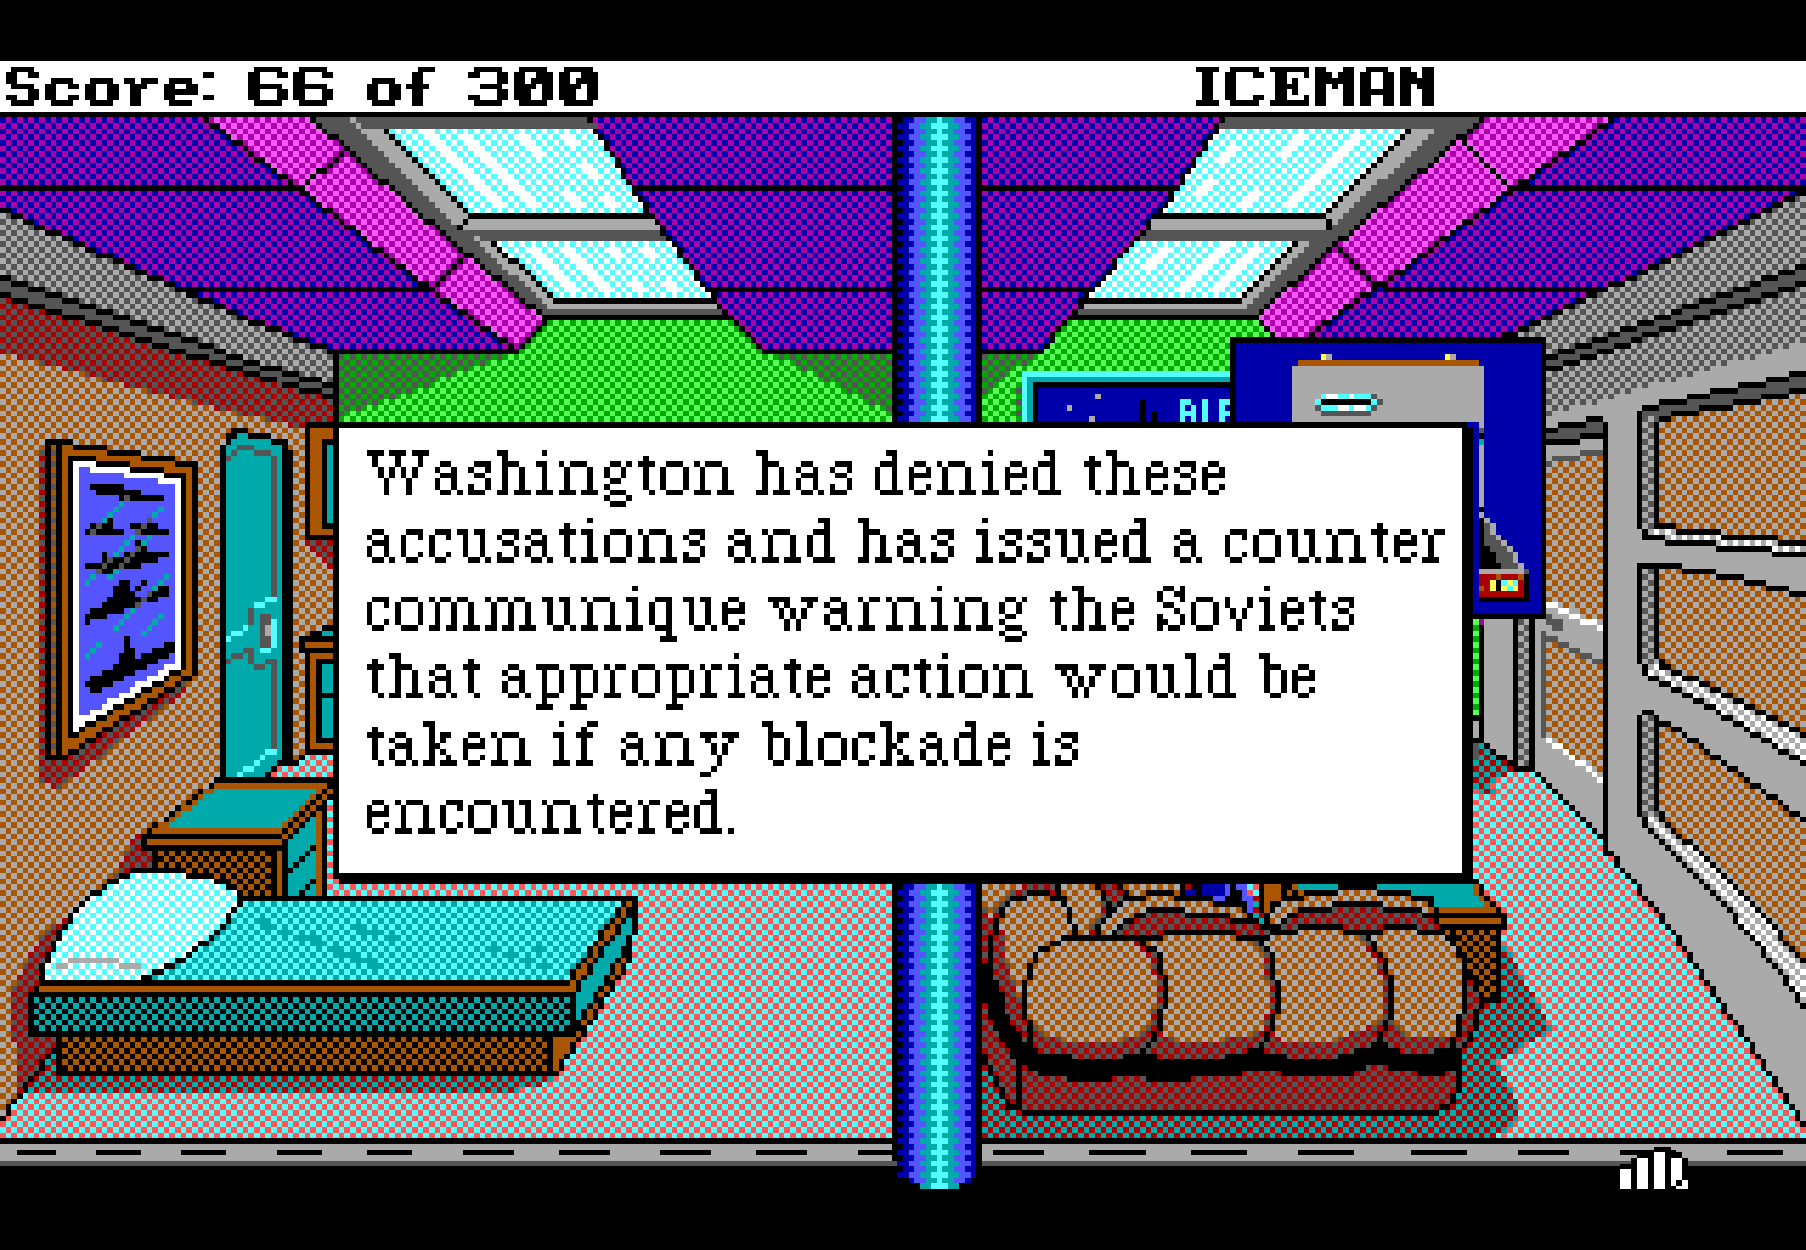 Score: 66 of 300
ICEMAN
Washington has denied these
accusations and has issued a counter
communique warning the Soviets
that appropriate action would be
taken if any blockade is
encountered.